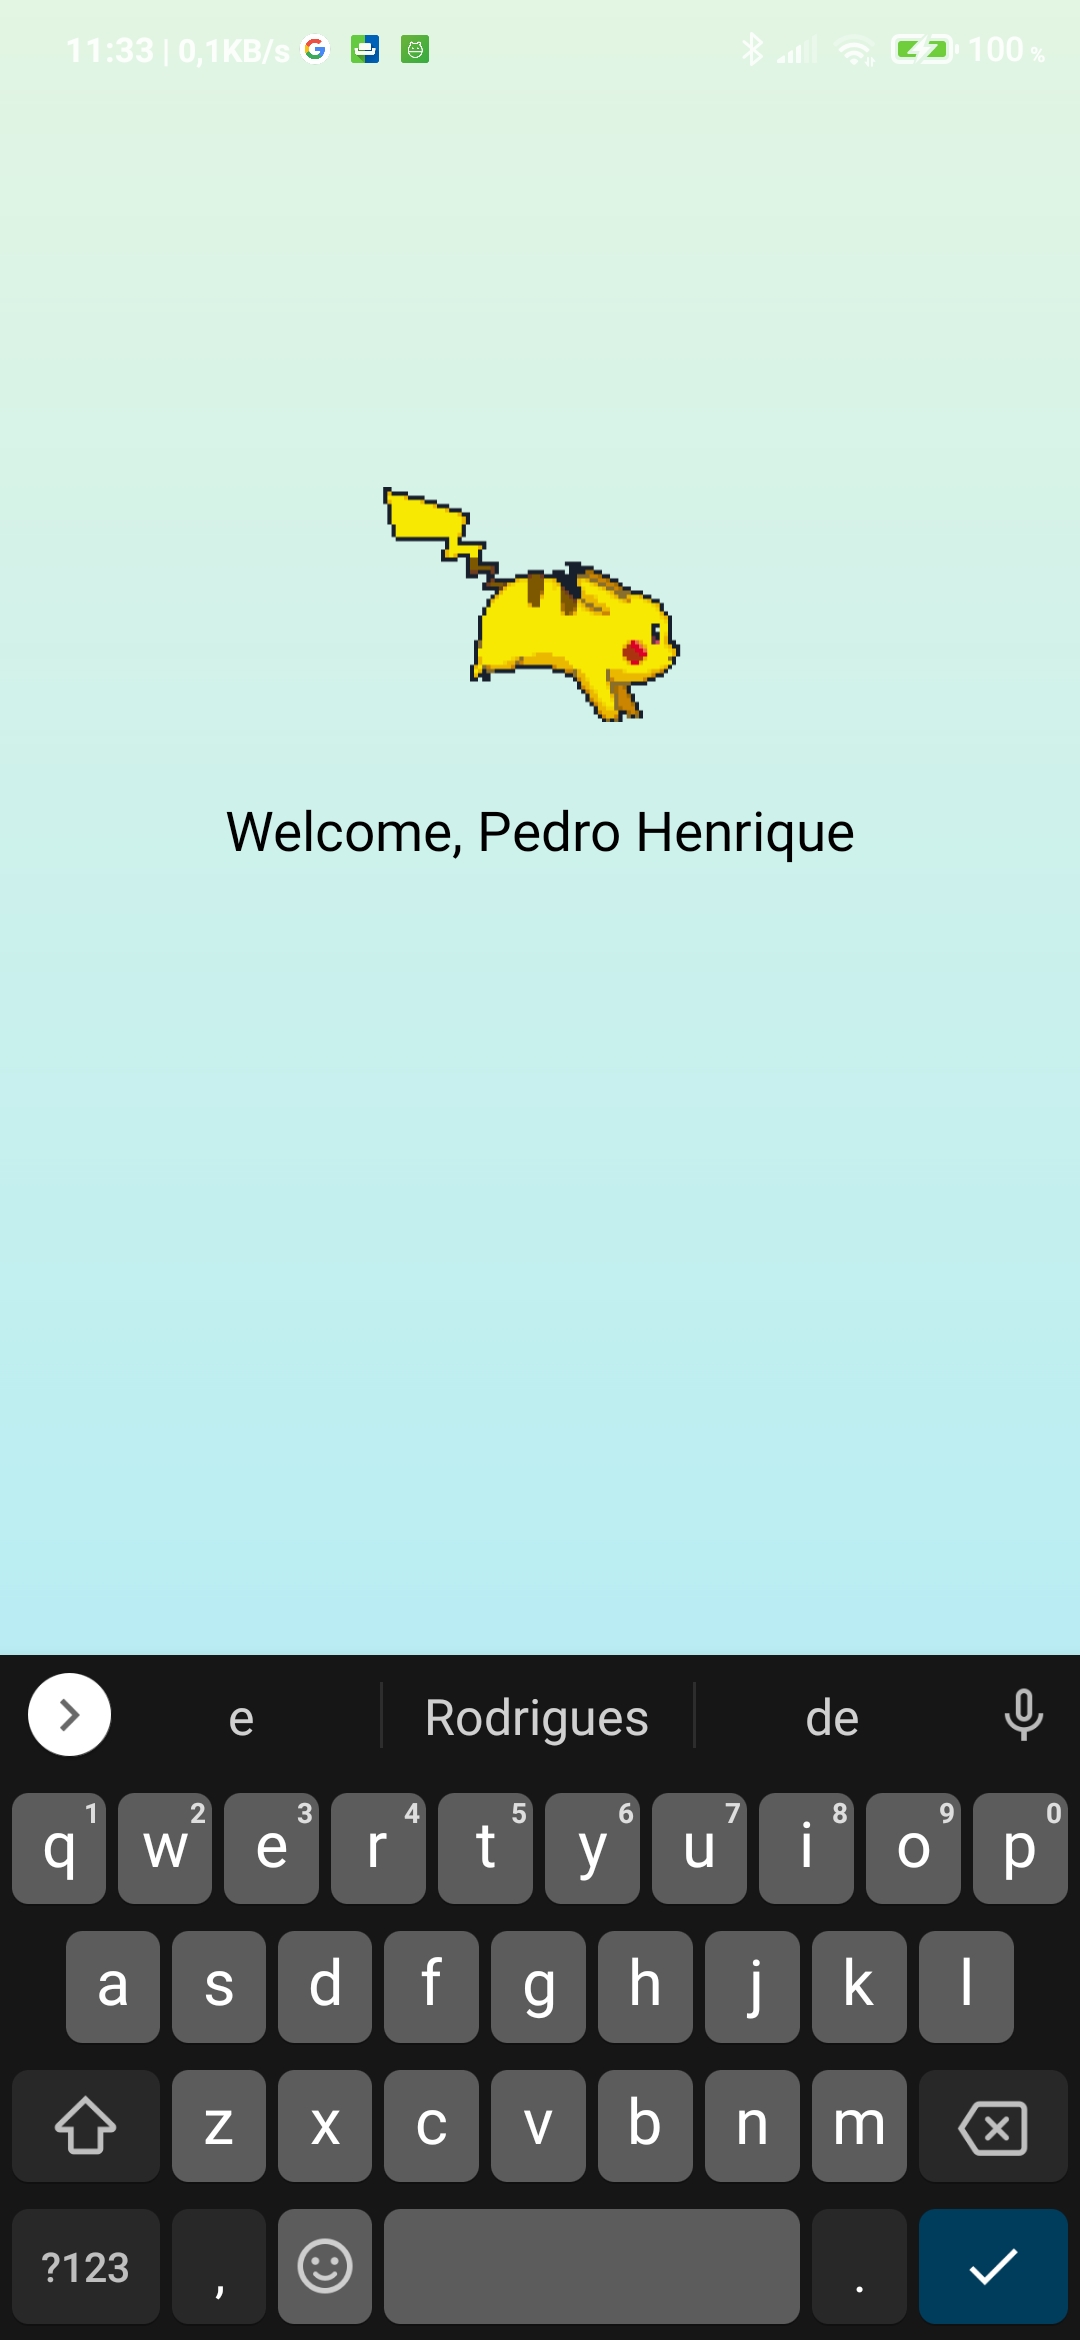 11:33 | 0,1KB/s G 100 %
Welcome, Pedro Henrique
e Rodrigues de
q 1 w 2 e 3 r 4 t 5 y 6 u 7 i 8 o 9 p 0
a s d f g h j k l
z x c v b n m
?123 , .